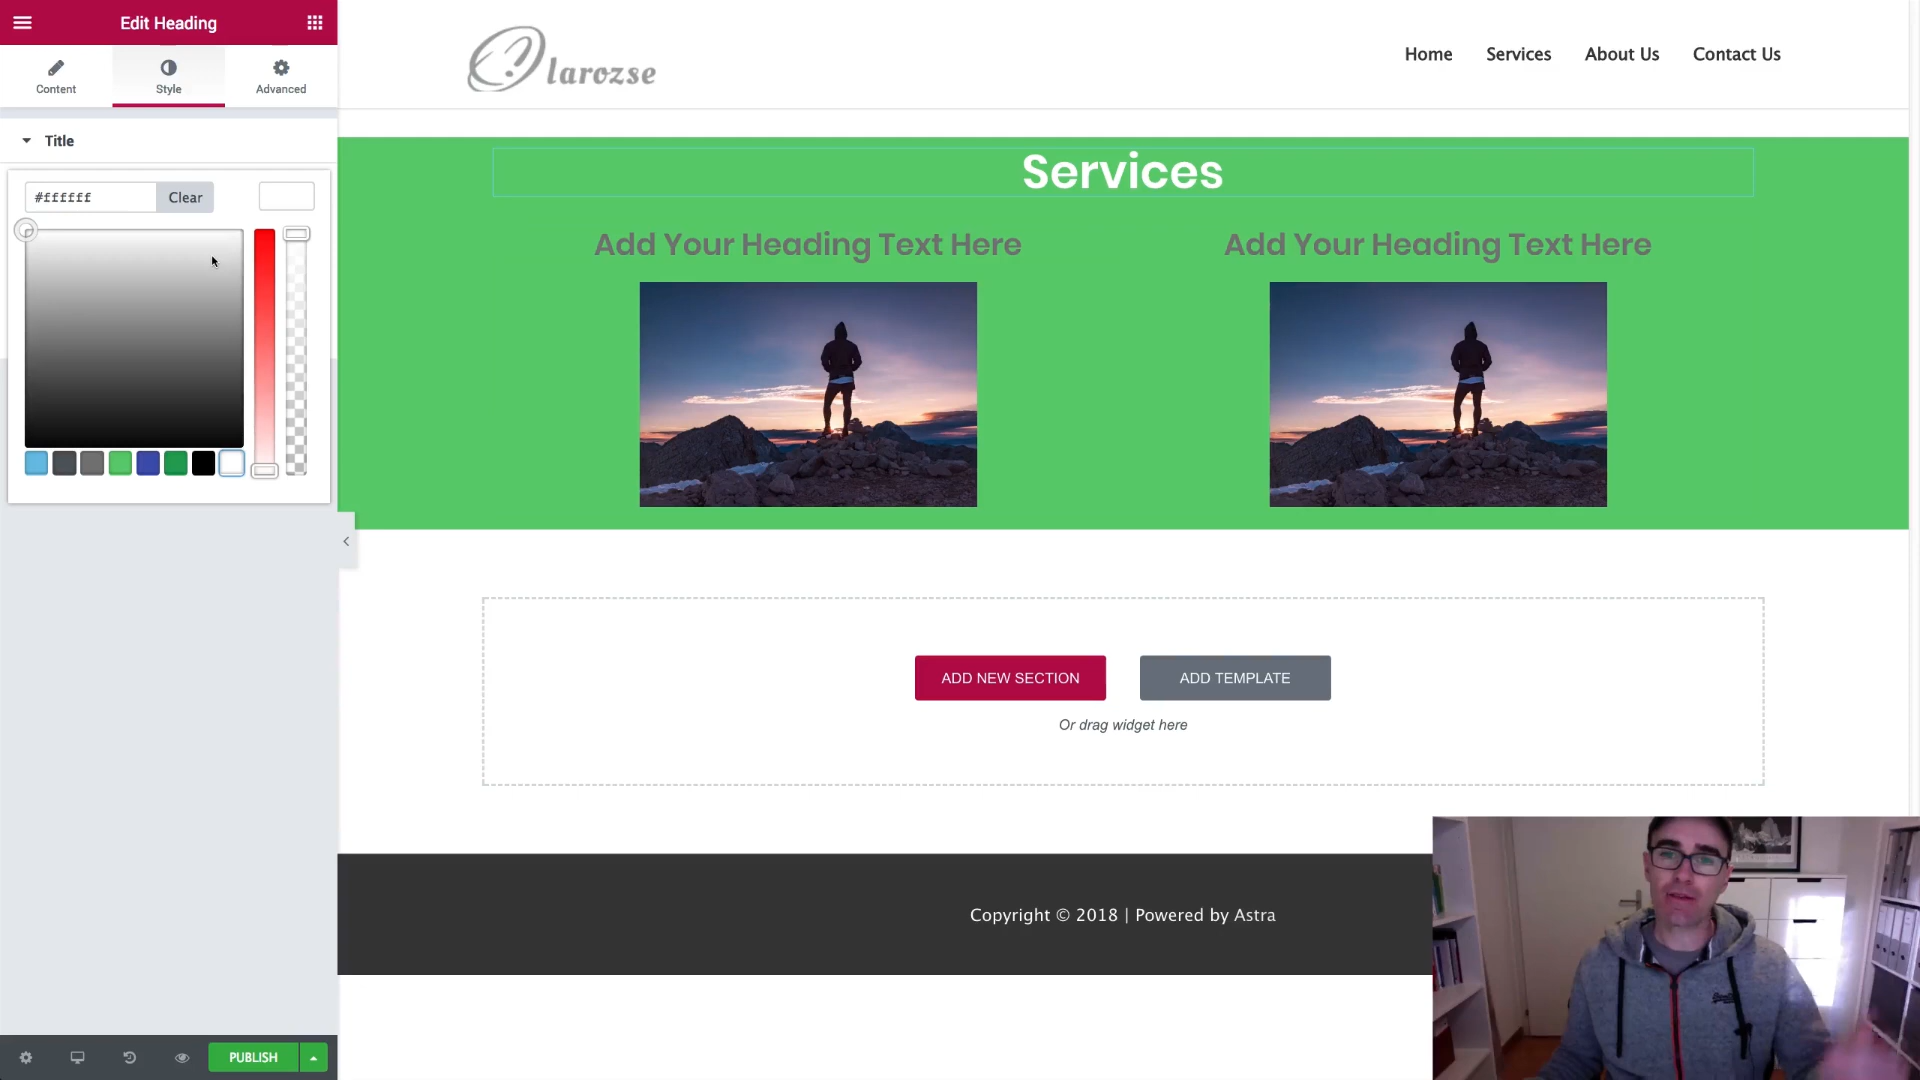 Edit Heading
Content
Style
Advanced
Title
#ffffff
Clear
PUBLISH
larozse
Home
Services
About Us
Contact Us
Services
Add Your Heading Text Here
Add Your Heading Text Here
ADD NEW SECTION
ADD TEMPLATE
Or drag widget here
Copyright © 2018 | Powered by Astra